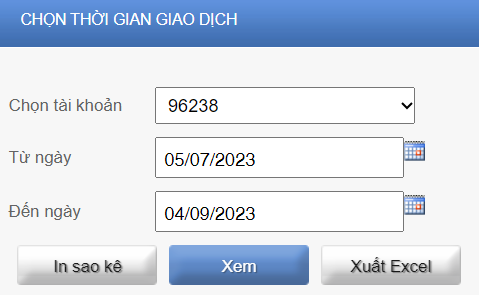 CHỌN THỜI GIAN GIAO DỊCH
Chọn tài khoản 96238
Từ ngày 05/07/2023
Đến ngày 04/09/2023
In sao kê Xem Xuất Excel